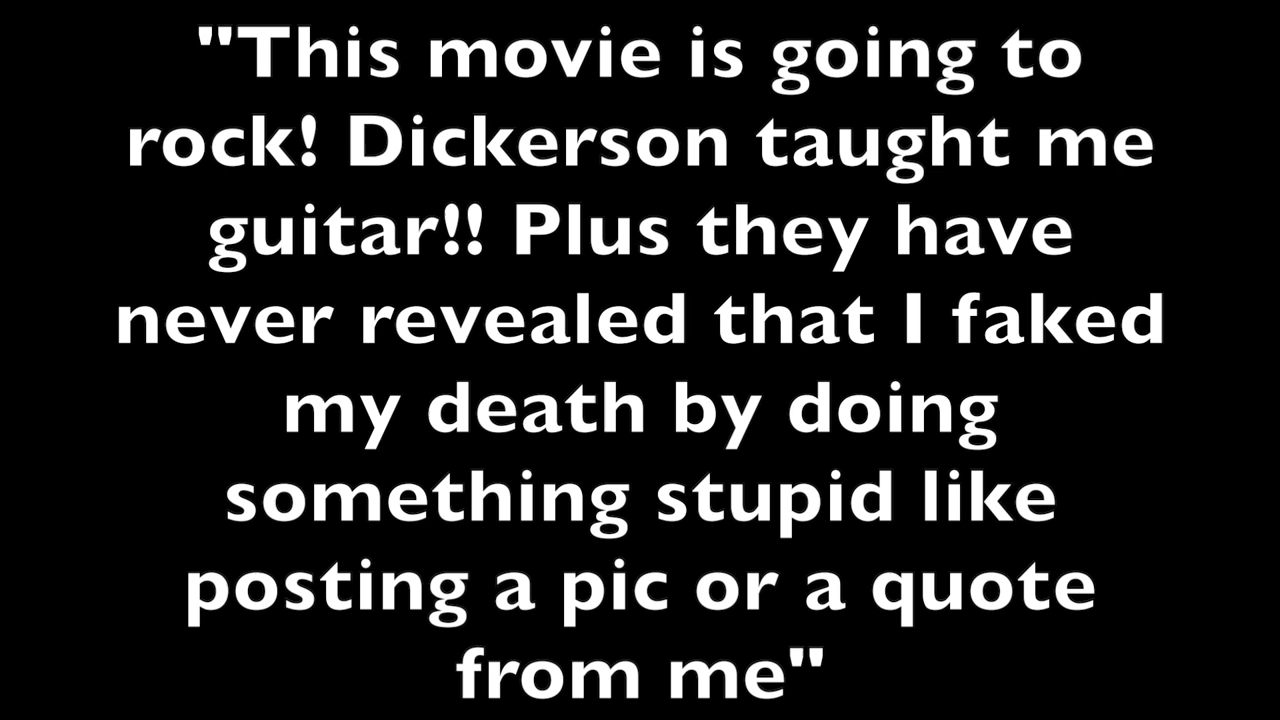 "This movie is going to
rock! Dickerson taught me
guitar!! Plus they have
never revealed that I faked
my death by doing
something stupid like
posting a pic or a quote
from me"